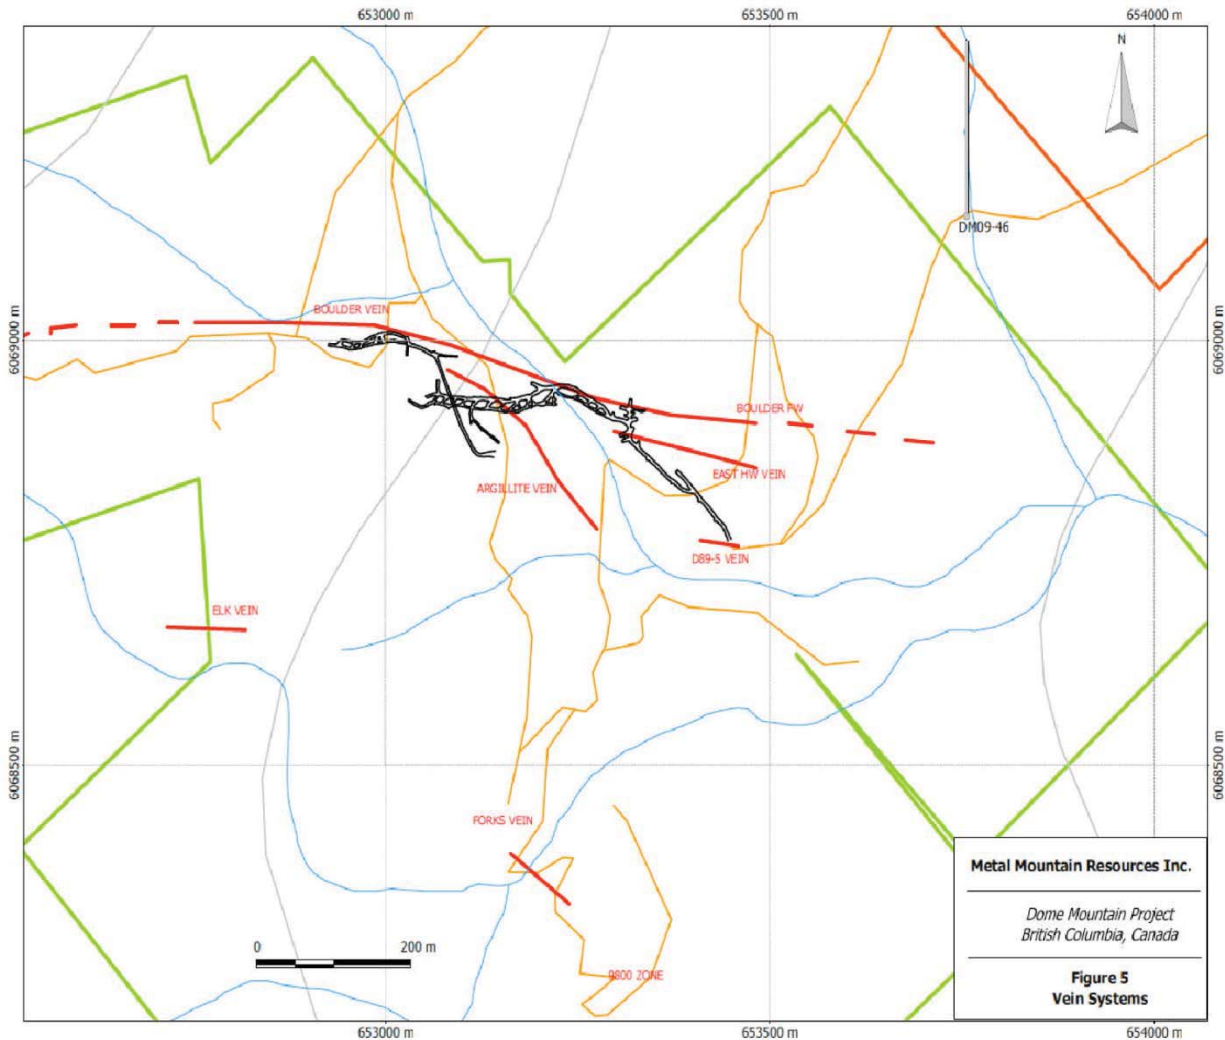 653000 m
653500 m
654000 m
N
DM09-46
BOULDER VEIN
6069000 m
6069000 m
BOULDER FW
EAST HW VEIN
ARGILLITE VEIN
D89-5 VEIN
ELK VEIN
6068500 m
6068500 m
FORKS VEIN
Metal Mountain Resources Inc.
Dome Mountain Project
British Columbia, Canada
0
200 m
9800 ZONE
Figure 5
Vein Systems
653000 m
653500 m
654000 m